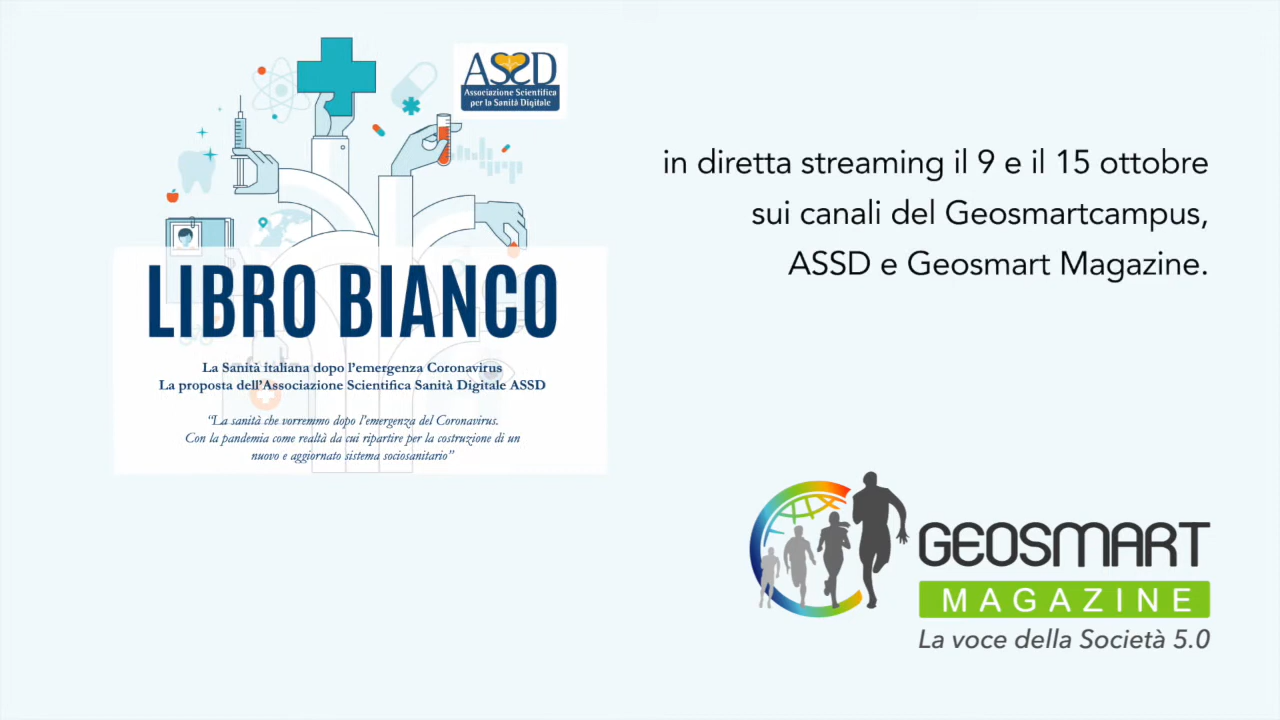 ASSD
Associazione Scientifica
per la Sanità Digitale
LIBRO BIANCO
La Sanità italiana dopo l'emergenza Coronavirus
La proposta dell'Associazione Scientifica Sanità Digitale ASSD
“La sanità che vorremmo dopo l'emergenza del Coronavirus.
Con la pandemia come realtà da cui ripartire per la costruzione di un
nuovo e aggiornato sistema sociosanitario”
in diretta streaming il 9 e il 15 ottobre
sui canali del Geosmartcampus,
ASSD e Geosmart Magazine.
GEOSMART
MAGAZINE
La voce della Società 5.0